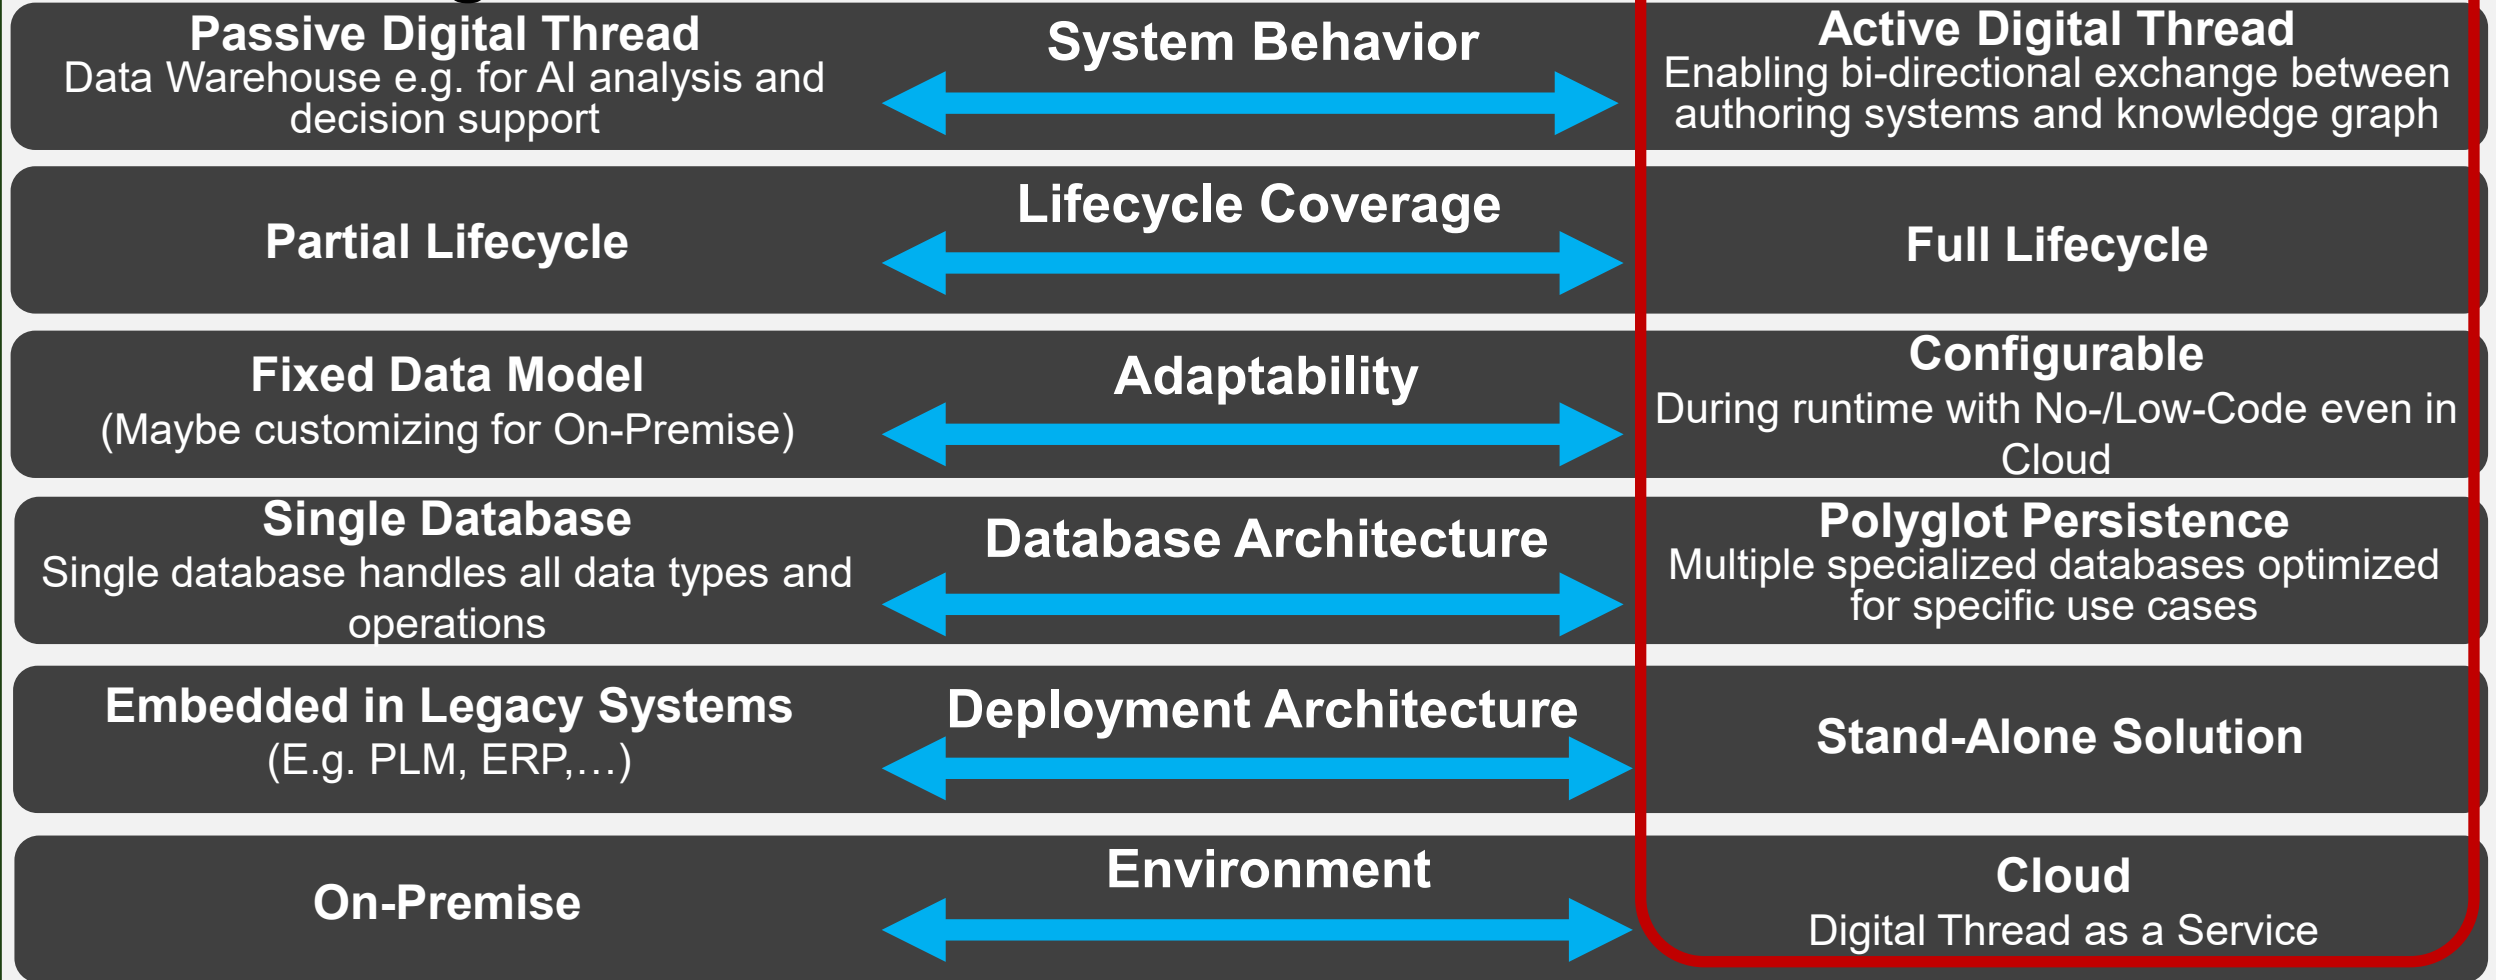 Passive Digital Thread
Data Warehouse e.g. for AI analysis and
decision support
System Behavior
Active Digital Thread
Enabling bi-directional exchange between
authoring systems and knowledge graph
Partial Lifecycle
Lifecycle Coverage
Full Lifecycle
Fixed Data Model
(Maybe customizing for On-Premise)
Adaptability
Configurable
During runtime with No-/Low-Code even in
Cloud
Single Database
Single database handles all data types and
operations
Database Architecture
Polyglot Persistence
Multiple specialized databases optimized
for specific use cases
Embedded in Legacy Systems
(E.g. PLM, ERP,…)
Deployment Architecture
Stand-Alone Solution
On-Premise
Environment
Cloud
Digital Thread as a Service